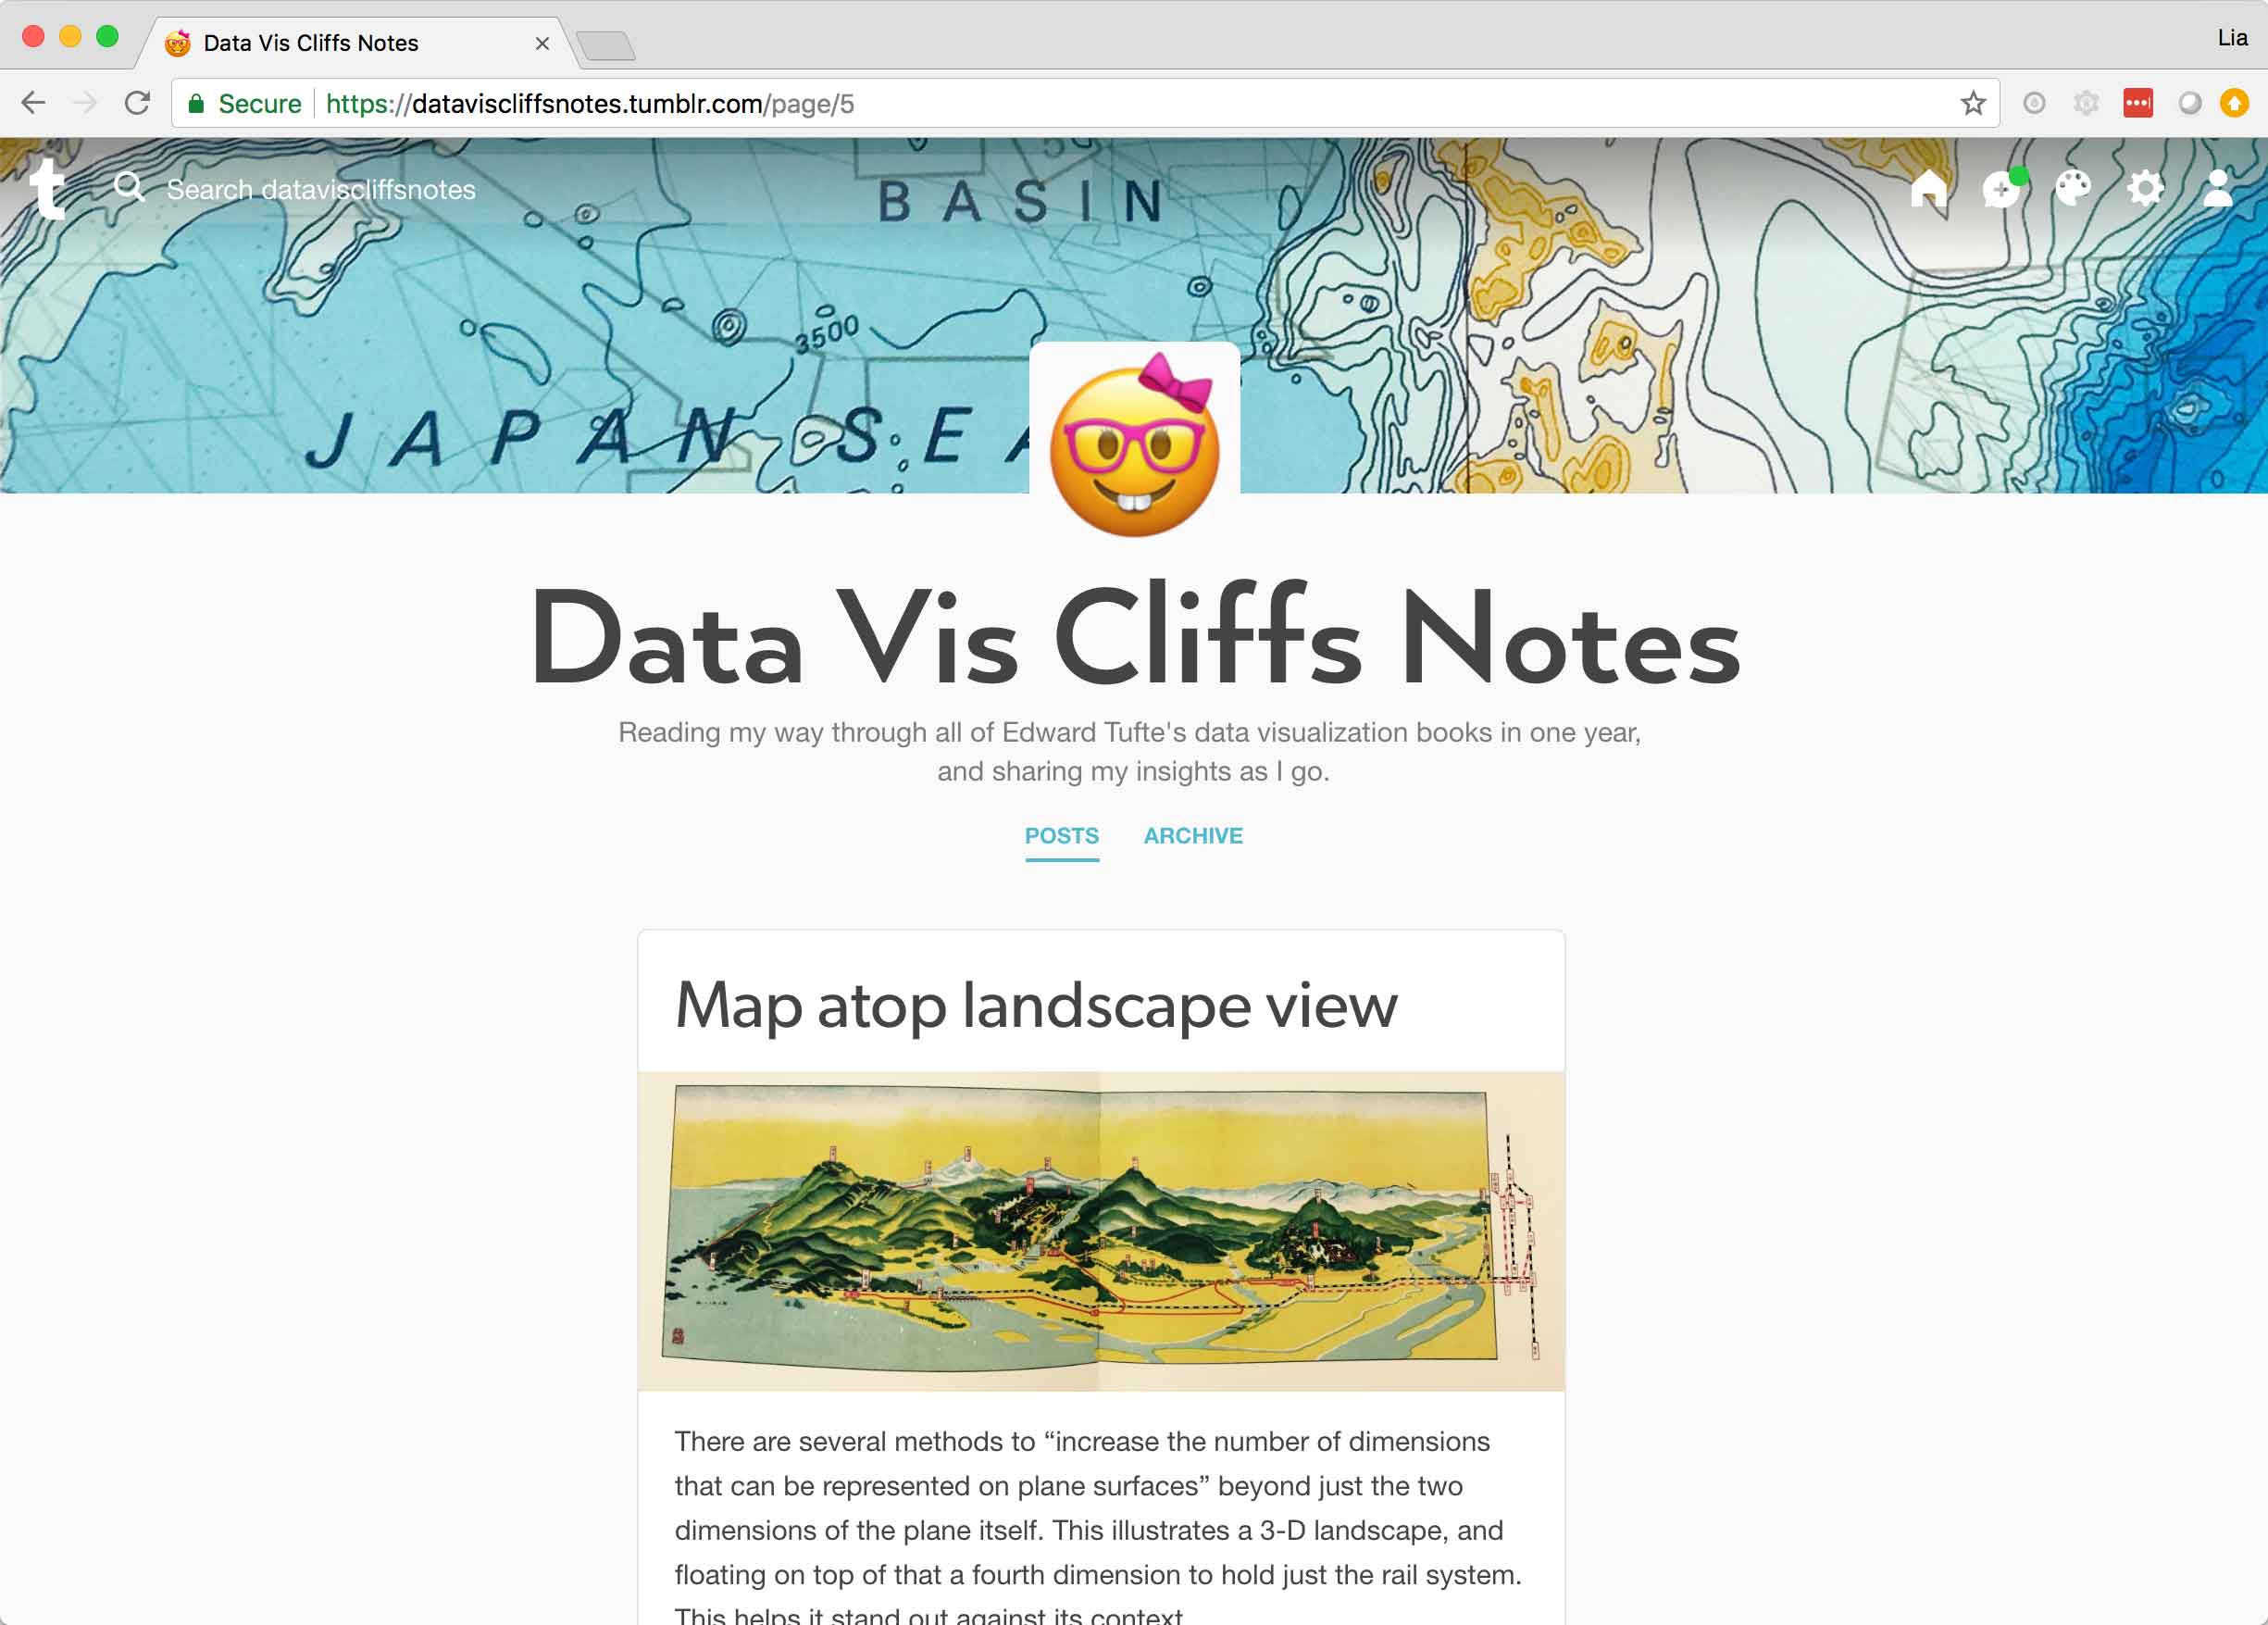 Data Vis Cliffs Notes
Lia
Secure https://dataviscliffsnotes.tumblr.com/page/5
Search dataviscliffsnotes
BASIN
3500
JAPAN SEA
Data Vis Cliffs Notes
Reading my way through all of Edward Tufte's data visualization books in one year,
and sharing my insights as I go.
POSTS ARCHIVE
Map atop landscape view
There are several methods to “increase the number of dimensions
that can be represented on plane surfaces” beyond just the two
dimensions of the plane itself. This illustrates a 3-D landscape, and
floating on top of that a fourth dimension to hold just the rail system.
This helps it stand out against its context